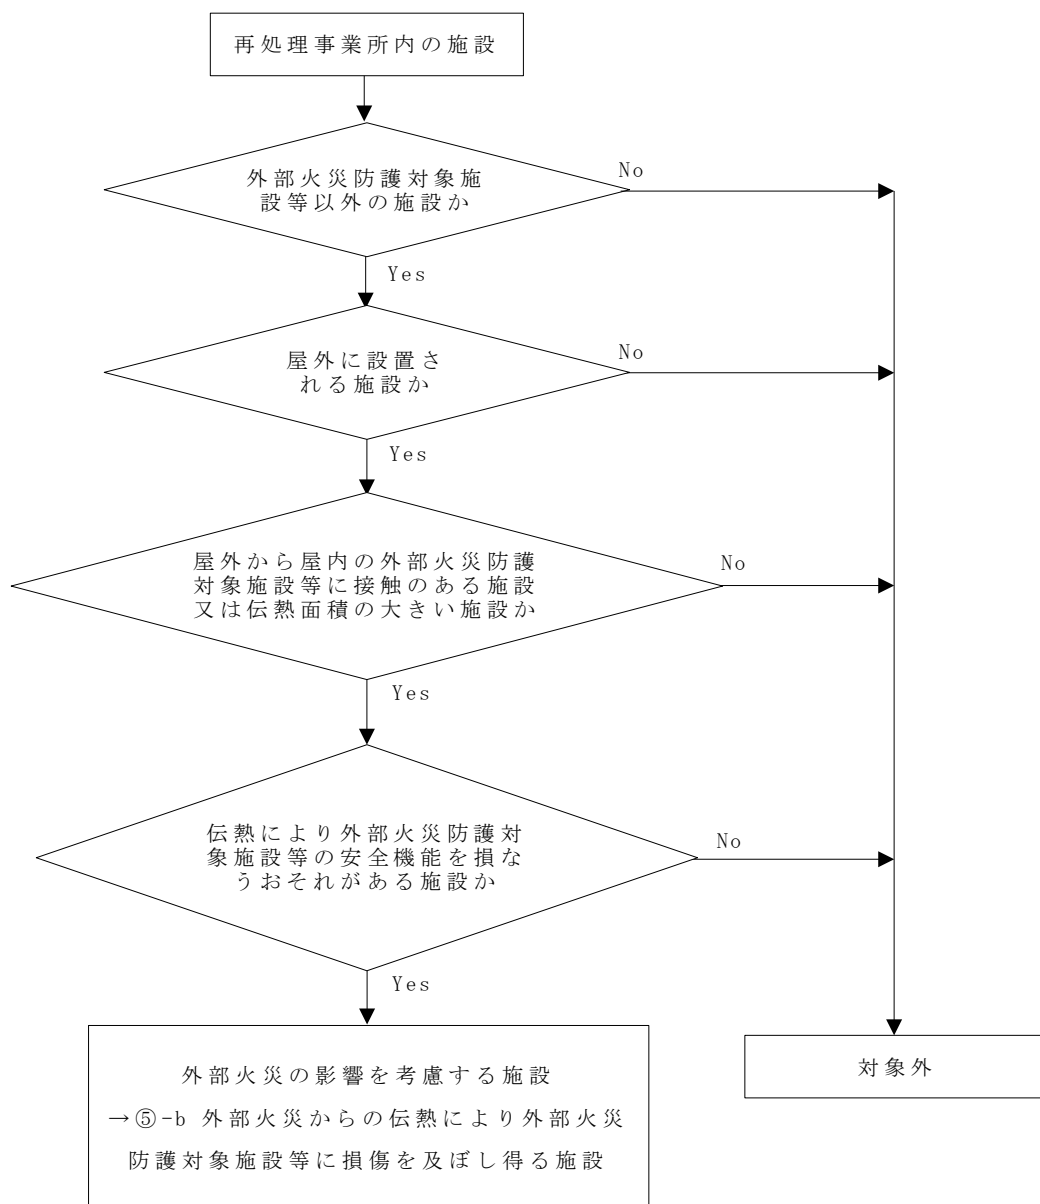 再処理事業所内の施設
外部火災防護対象施
設等以外の施設か
No
Yes
屋外に設置さ
れる施設か
No
Yes
屋外から屋内の外部火災防護
対象施設等に接触のある施設
又は伝熱面積の大きい施設か
No
Yes
伝熱により外部火災防護対
象施設等の安全機能を損な
うおそれがある施設か
No
Yes
外部火災の影響を考慮する施設
→⑤-b 外部火災からの伝熱により外部火災
防護対象施設等に損傷を及ぼし得る施設
対象外